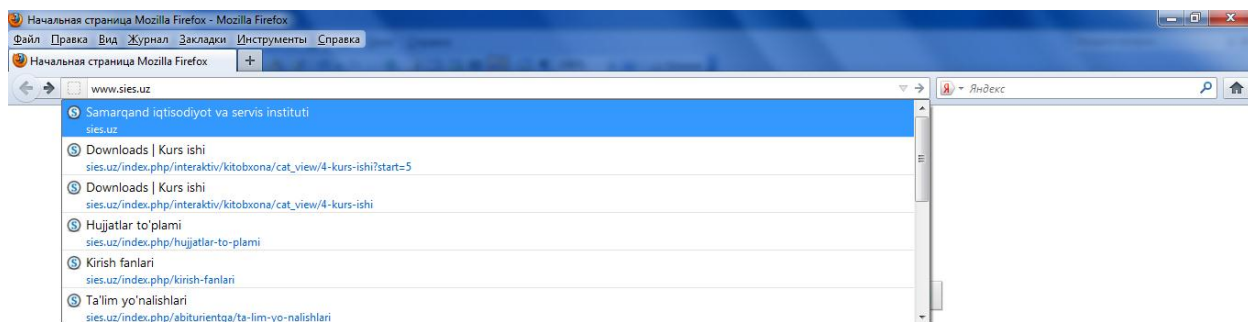 Начальная страница Mozilla Firefox - Mozilla Firefox
Файл Правка Вид Журнал Закладки Инструменты Справка
Начальная страница Mozilla Firefox +
www.sies.uz Я Яндекс
S Samarqand iqtisodiyot va servis instituti
sies.uz
S Downloads | Kurs ishi
sies.uz/index.php/interaktiv/kitobxona/cat_view/4-kurs-ishi?start=5
S Downloads | Kurs ishi
sies.uz/index.php/interaktiv/kitobxona/cat_view/4-kurs-ishi
S Hujjatlar to'plami
sies.uz/index.php/hujjatlar-to-plami
S Kirish fanlari
sies.uz/index.php/kirish-fanlari
S Ta'lim yo'nalishlari
sies.uz/index.php/abiturientga/ta-lim-yo-nalishlari